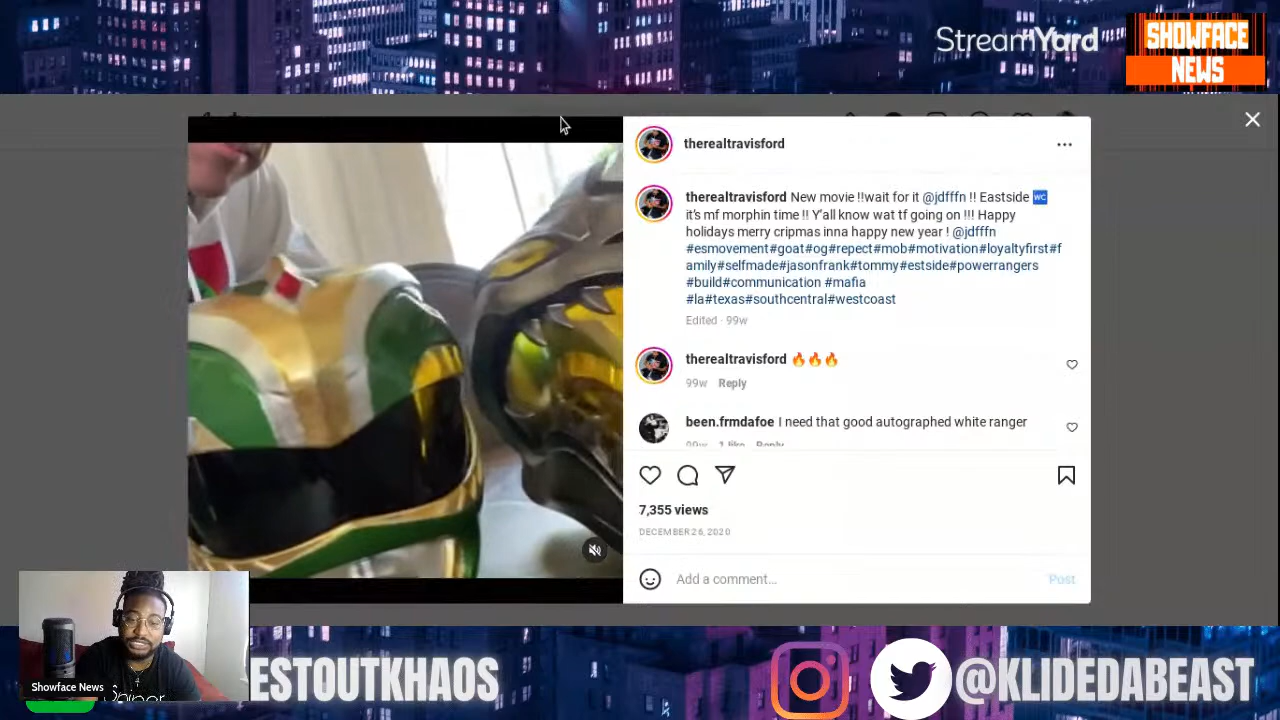 StreamYard
SHOWFACE
NEWS
therealtravisford
therealtravisford New movie !!wait for it @jdfffn !! Eastside 🚾
it's mf morphin time !! Y'all know wat tf going on !!! Happy
holidays merry cripmas inna happy new year ! @jdfffn
#esmovement#goat#og#repect#mob#motivation#loyaltyfirst#f
amily#selfmade#jasonfrank#tommy#estside#powerrangers
#build#communication #mafia
#la#texas#southcentral#westcoast
Edited · 99w
therealtravisford 🔥🔥🔥
99w Reply
been.frmdafoe I need that good autographed white ranger
99w 1 like Reply
7,355 views
DECEMBER 26, 2020
Add a comment...
Post
Showface News
ESTOUTKHAOS
@KLIDEDABEAST